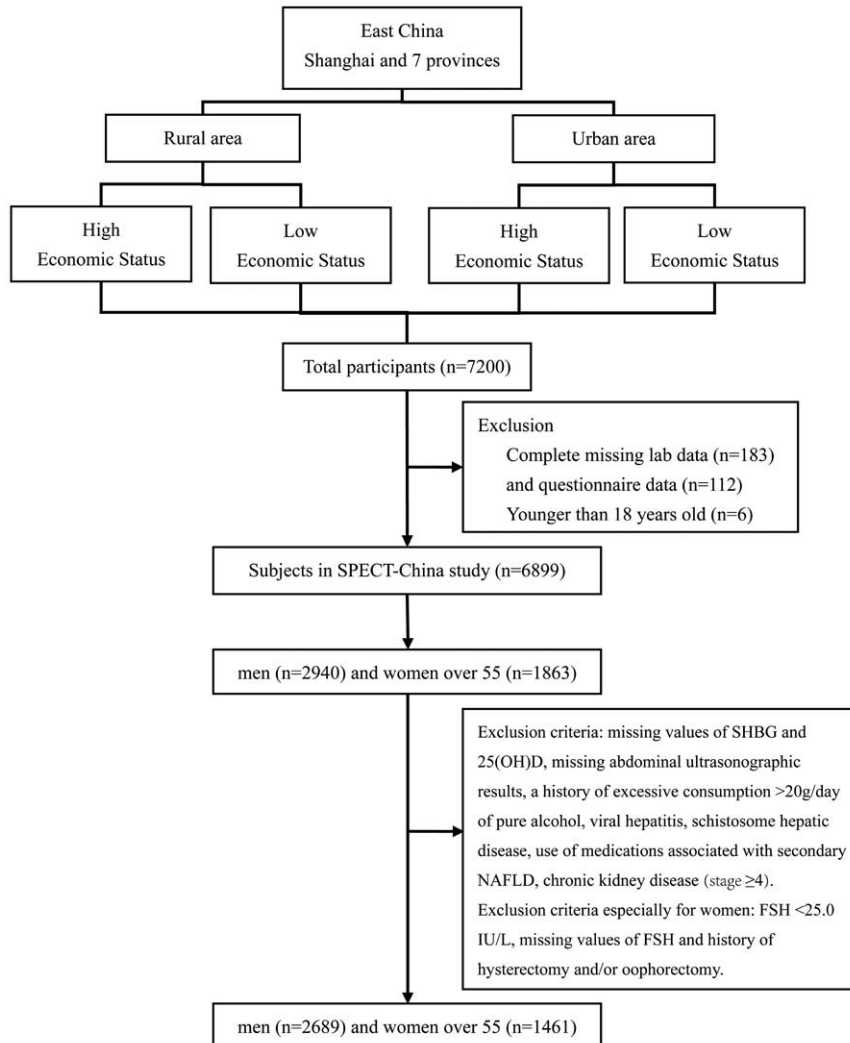 East China
Shanghai and 7 provinces
Rural area
Urban area
High
Economic Status
Low
Economic Status
High
Economic Status
Low
Economic Status
Total participants (n=7200)
Exclusion
Complete missing lab data (n=183)
and questionnaire data (n=112)
Younger than 18 years old (n=6)
Subjects in SPECT-China study (n=6899)
men (n=2940) and women over 55 (n=1863)
Exclusion criteria: missing values of SHBG and
25(OH)D, missing abdominal ultrasonographic
results, a history of excessive consumption >20g/day
of pure alcohol, viral hepatitis, schistosome hepatic
disease, use of medications associated with secondary
NAFLD, chronic kidney disease (stage ≥4).
Exclusion criteria especially for women: FSH <25.0
IU/L, missing values of FSH and history of
hysterectomy and/or oophorectomy.
men (n=2689) and women over 55 (n=1461)